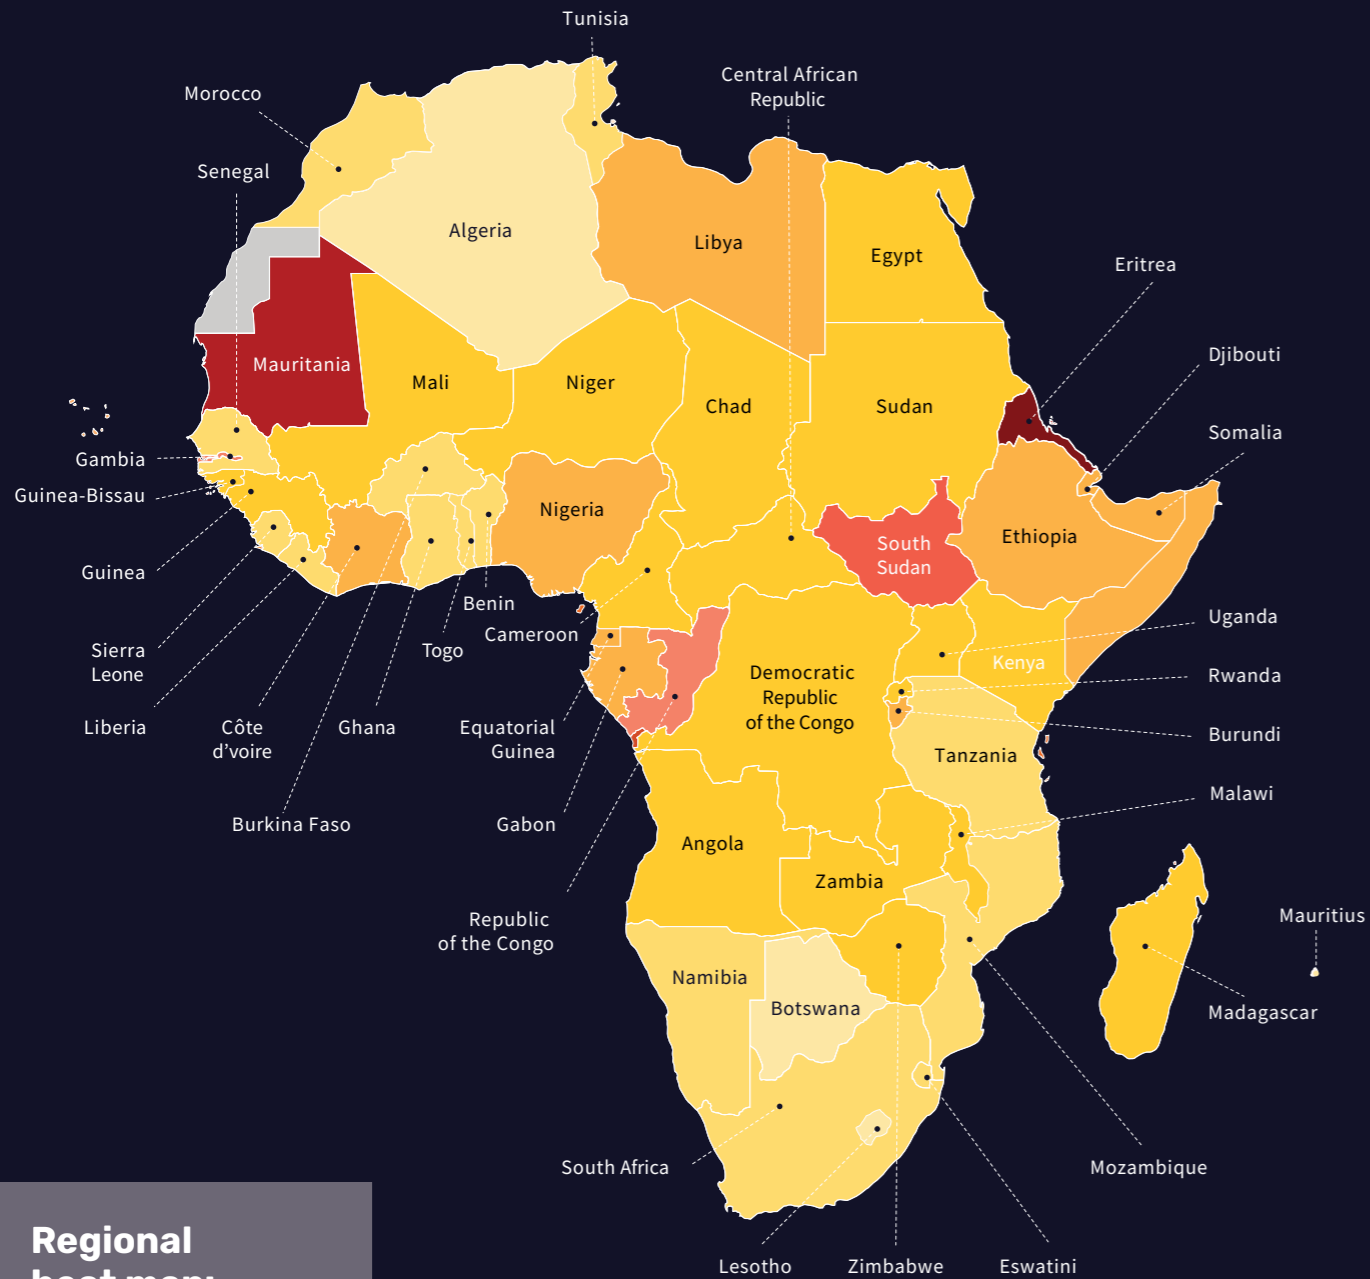 Tunisia
Central African
Republic
Morocco
Senegal
Algeria
Libya
Egypt
Eritrea
Djibouti
Mauritania
Mali
Niger
Chad
Sudan
Somalia
Gambia
Guinea-Bissau
Nigeria
Ethiopia
South
Sudan
Guinea
Benin
Cameroon
Uganda
Togo
Sierra
Leone
Kenya
Rwanda
Democratic
Republic
of the Congo
Liberia
Côte
d’voire
Ghana
Equatorial
Guinea
Burundi
Tanzania
Malawi
Burkina Faso
Gabon
Angola
Zambia
Republic
of the Congo
Mauritius
Namibia
Botswana
Madagascar
South Africa
Mozambique
Regional
Lesotho
Zimbabwe
Eswatini